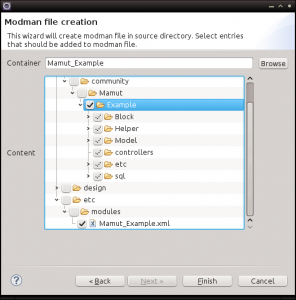 Modman file creation
This wizard will create modman file in source directory. Select entries
that should be added to modman file.
Container Mamut_Example Browse
community
Mamut
Example
Block
Helper
Model
controllers
etc
sql
Content
design
etc
modules
Mamut_Example.xml
< Back Next > Finish Cancel